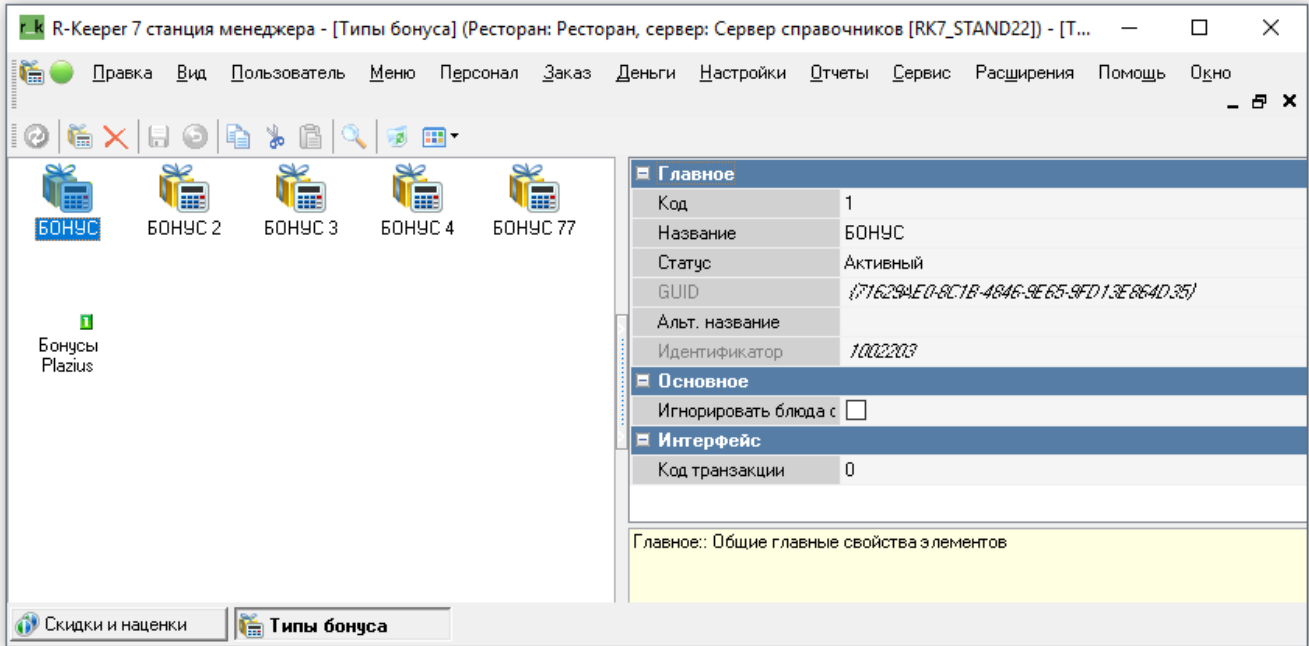 r_k R-Keeper 7 станция менеджера - [Типы бонуса] (Ресторан: Ресторан, сервер: Сервер справочников [RK7_STAND22]) - [Т...
Правка Вид Пользователь Меню Персонал Заказ Деньги Настройки Отчеты Сервис Расширения Помощь Окно
БОНУС БОНУС 2 БОНУС 3 БОНУС 4 БОНУС 77
1
Бонусы
Plazius
Главное
Код 1
Название БОНУС
Статус Активный
GUID {71629AE0-8C1B-4846-9E65-9FD13E864D35}
Альт. название
Идентификатор 1002203
Основное
Игнорировать блюда с
Интерфейс
Код транзакции 0
Главное:: Общие главные свойства элементов
Скидки и наценки Типы бонуса